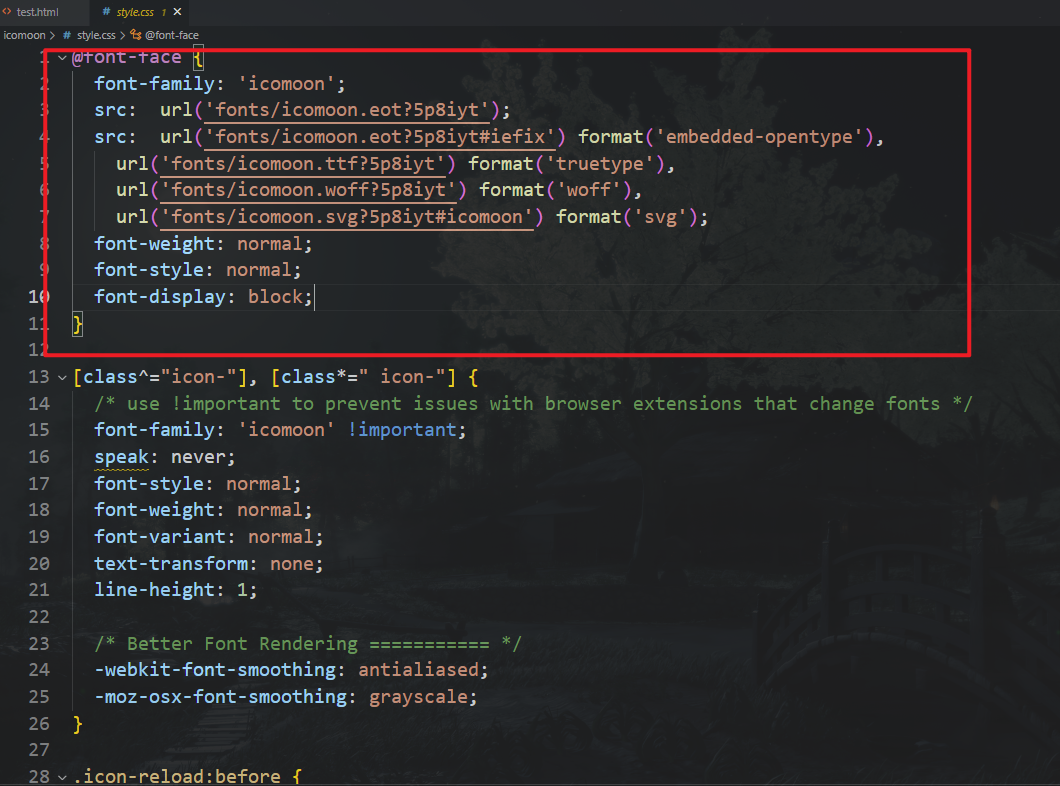 test.html
# style.css 1 ×
icomoon > # style.css > @font-face
1 @font-face {
2 font-family: 'icomoon';
3 src:  url('fonts/icomoon.eot?5p8iyt');
4 src:  url('fonts/icomoon.eot?5p8iyt#iefix') format('embedded-opentype'),
5 url('fonts/icomoon.ttf?5p8iyt') format('truetype'),
6 url('fonts/icomoon.woff?5p8iyt') format('woff'),
7 url('fonts/icomoon.svg?5p8iyt#icomoon') format('svg');
8 font-weight: normal;
9 font-style: normal;
10 font-display: block;
11 }
12
13 [class^="icon-"], [class*=" icon-"] {
14 /* use !important to prevent issues with browser extensions that change fonts */
15 font-family: 'icomoon' !important;
16 speak: never;
17 font-style: normal;
18 font-weight: normal;
19 font-variant: normal;
20 text-transform: none;
21 line-height: 1;
22
23 /* Better Font Rendering =========== */
24 -webkit-font-smoothing: antialiased;
25 -moz-osx-font-smoothing: grayscale;
26 }
27
28 .icon-reload:before {